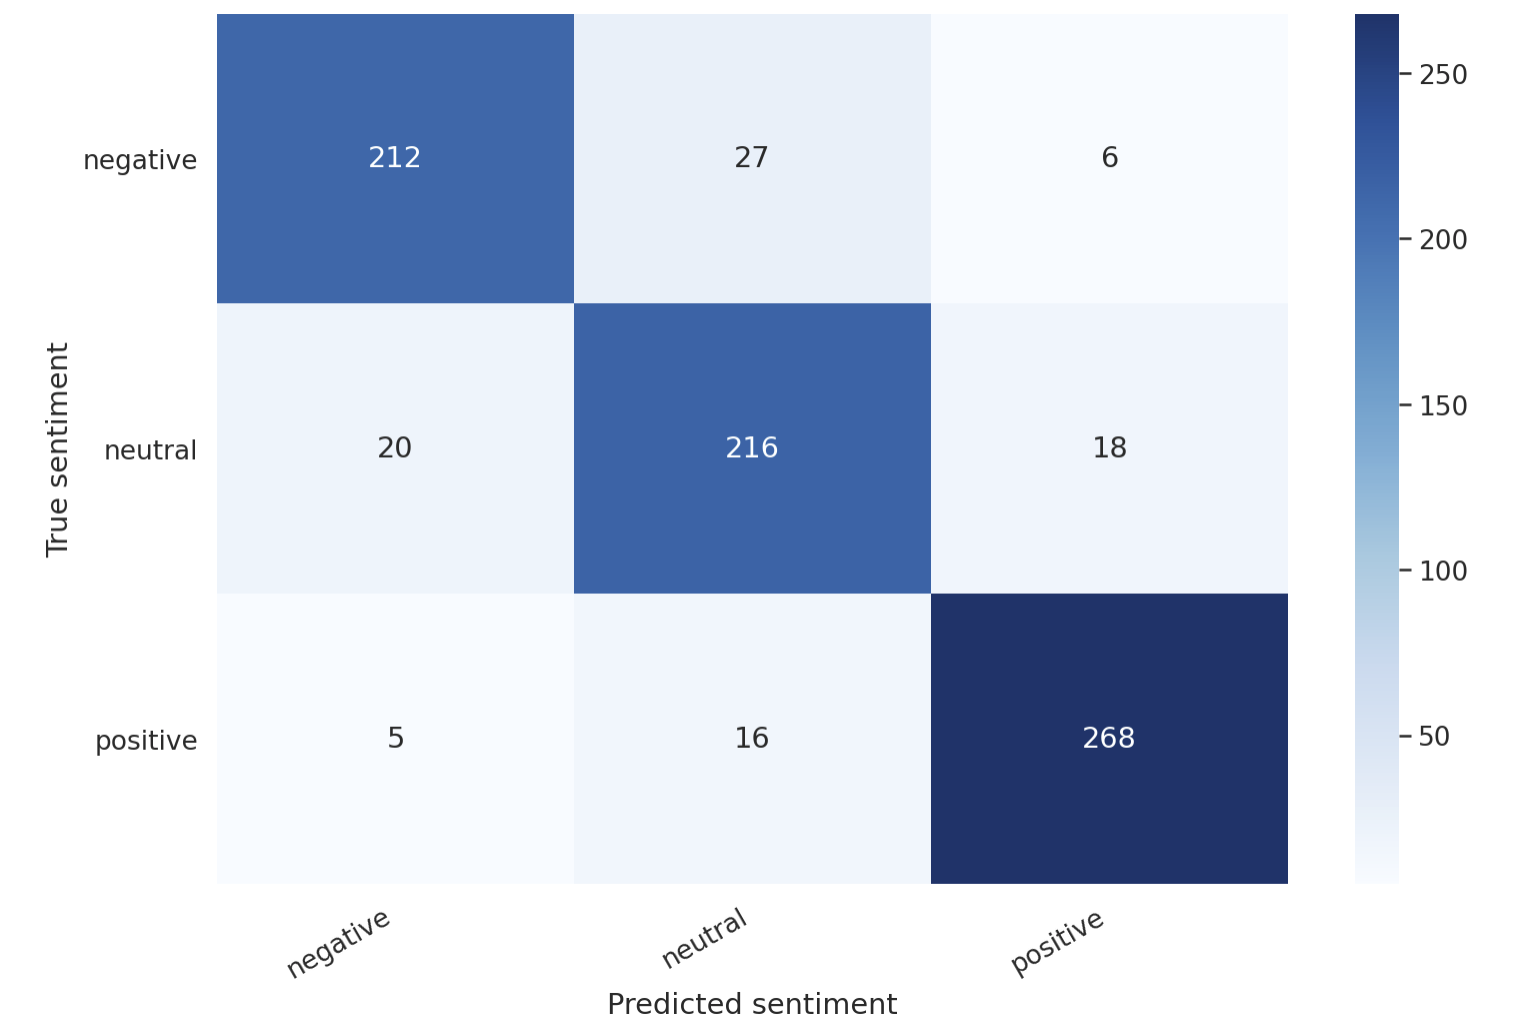 negative
212
27
6
neutral
20
216
18
positive
5
16
268
negative
neutral
positive
Predicted sentiment
True sentiment
250
200
150
100
50